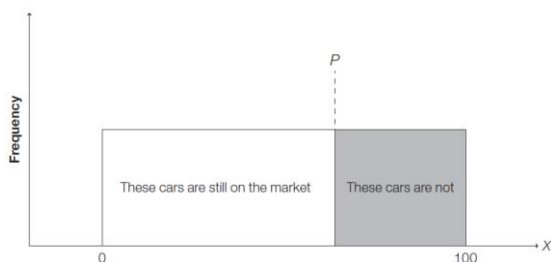 P
Frequency
These cars are still on the market
These cars are not
0
100
X